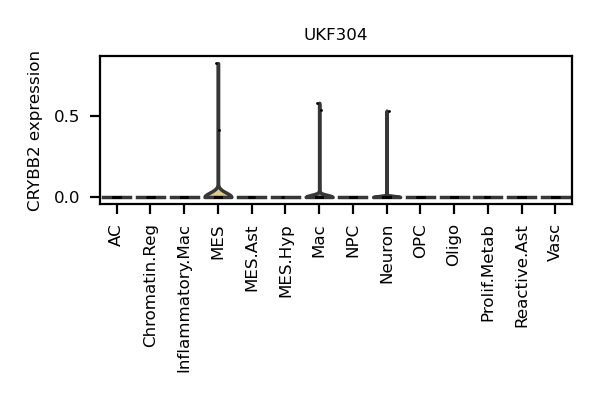 UKF304
CRYBB2 expression
0.5
0.0
AC
Chromatin.Reg
Inflammatory.Mac
MES
MES.Ast
MES.Hyp
Mac
NPC
Neuron
OPC
Oligo
Prolif.Metab
Reactive.Ast
Vasc